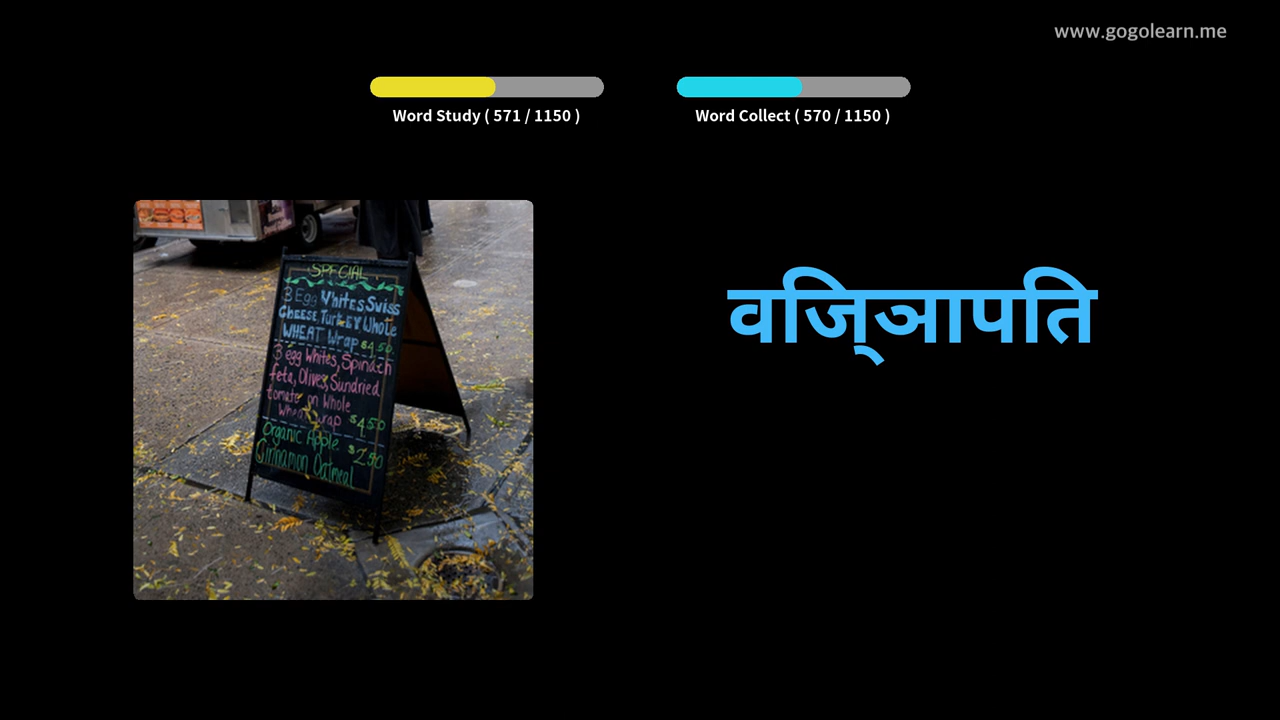 www.gogolearn.me
Word Study ( 571 / 1150 )
Word Collect ( 570 / 1150 )
वजि्ञापति
SPECIAL
3 Egg Whites, Swiss
Cheese, Turkey Whole
WHEAT Wrap $4.50
3 egg Whites, Spinach
feta, Olives, Sundried
tomato on Whole
Wheat Wrap $4.50
Organic Apple
Cinnamon Oatmeal $2.50